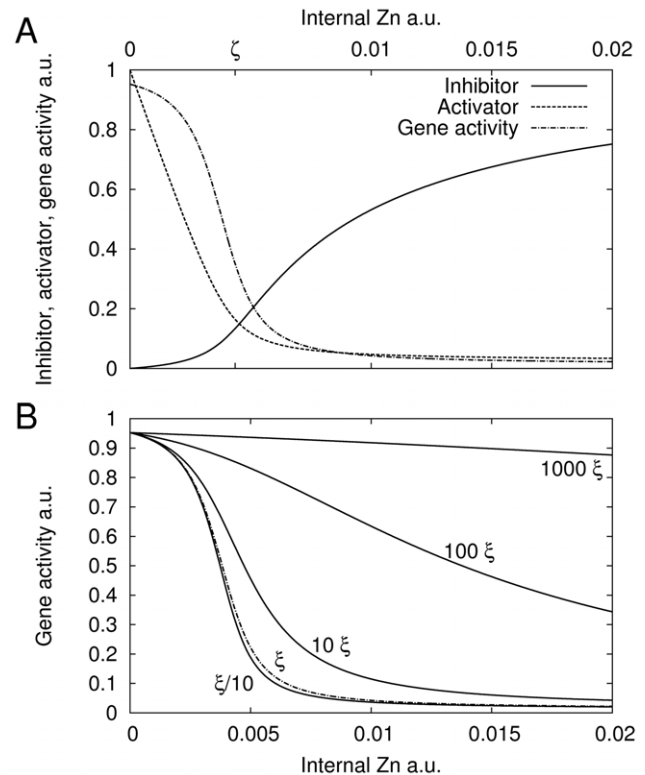 A
Internal Zn a.u.
0 ζ 0.01 0.015 0.02
Inhibitor, activator, gene activity a.u.
1
0.8
0.6
0.4
0.2
0
Inhibitor
Activator
Gene activity
B
Gene activity a.u.
1
0.9
0.8
0.7
0.6
0.5
0.4
0.3
0.2
0.1
0
1000 ξ
100 ξ
10 ξ
ξ
ξ/10
0 0.005 0.01 0.015 0.02
Internal Zn a.u.